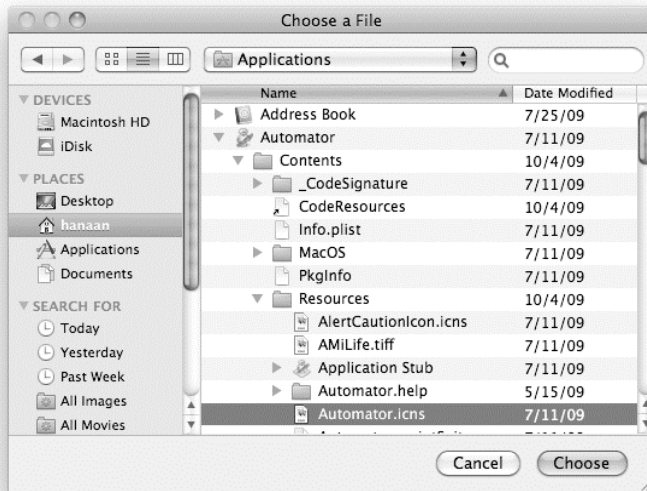 Choose a File
Applications
Name Date Modified
DEVICES
Macintosh HD
iDisk
PLACES
Desktop
hanaan
Applications
Documents
SEARCH FOR
Today
Yesterday
Past Week
All Images
All Movies
Address Book 7/25/09
Automator 7/11/09
Contents 10/4/09
_CodeSignature 7/11/09
CodeResources 10/4/09
Info.plist 7/11/09
MacOS 7/11/09
PkgInfo 7/11/09
Resources 10/4/09
AlertCautionIcon.icns 7/11/09
AMiLife.tiff 7/11/09
Application Stub 7/11/09
Automator.help 5/15/09
Automator.icns 7/11/09
Cancel Choose